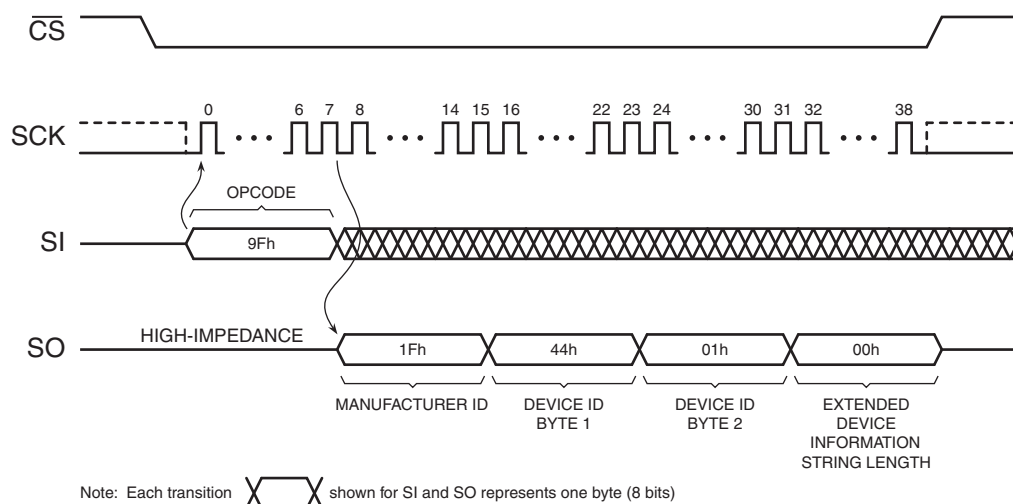 CS
SCK
0 6 7 8 14 15 16 22 23 24 30 31 32 38
OPCODE
SI
9Fh
HIGH-IMPEDANCE
SO
1Fh 44h 01h 00h
MANUFACTURER ID
DEVICE ID
BYTE 1
DEVICE ID
BYTE 2
EXTENDED
DEVICE
INFORMATION
STRING LENGTH
Note: Each transition shown for SI and SO represents one byte (8 bits)